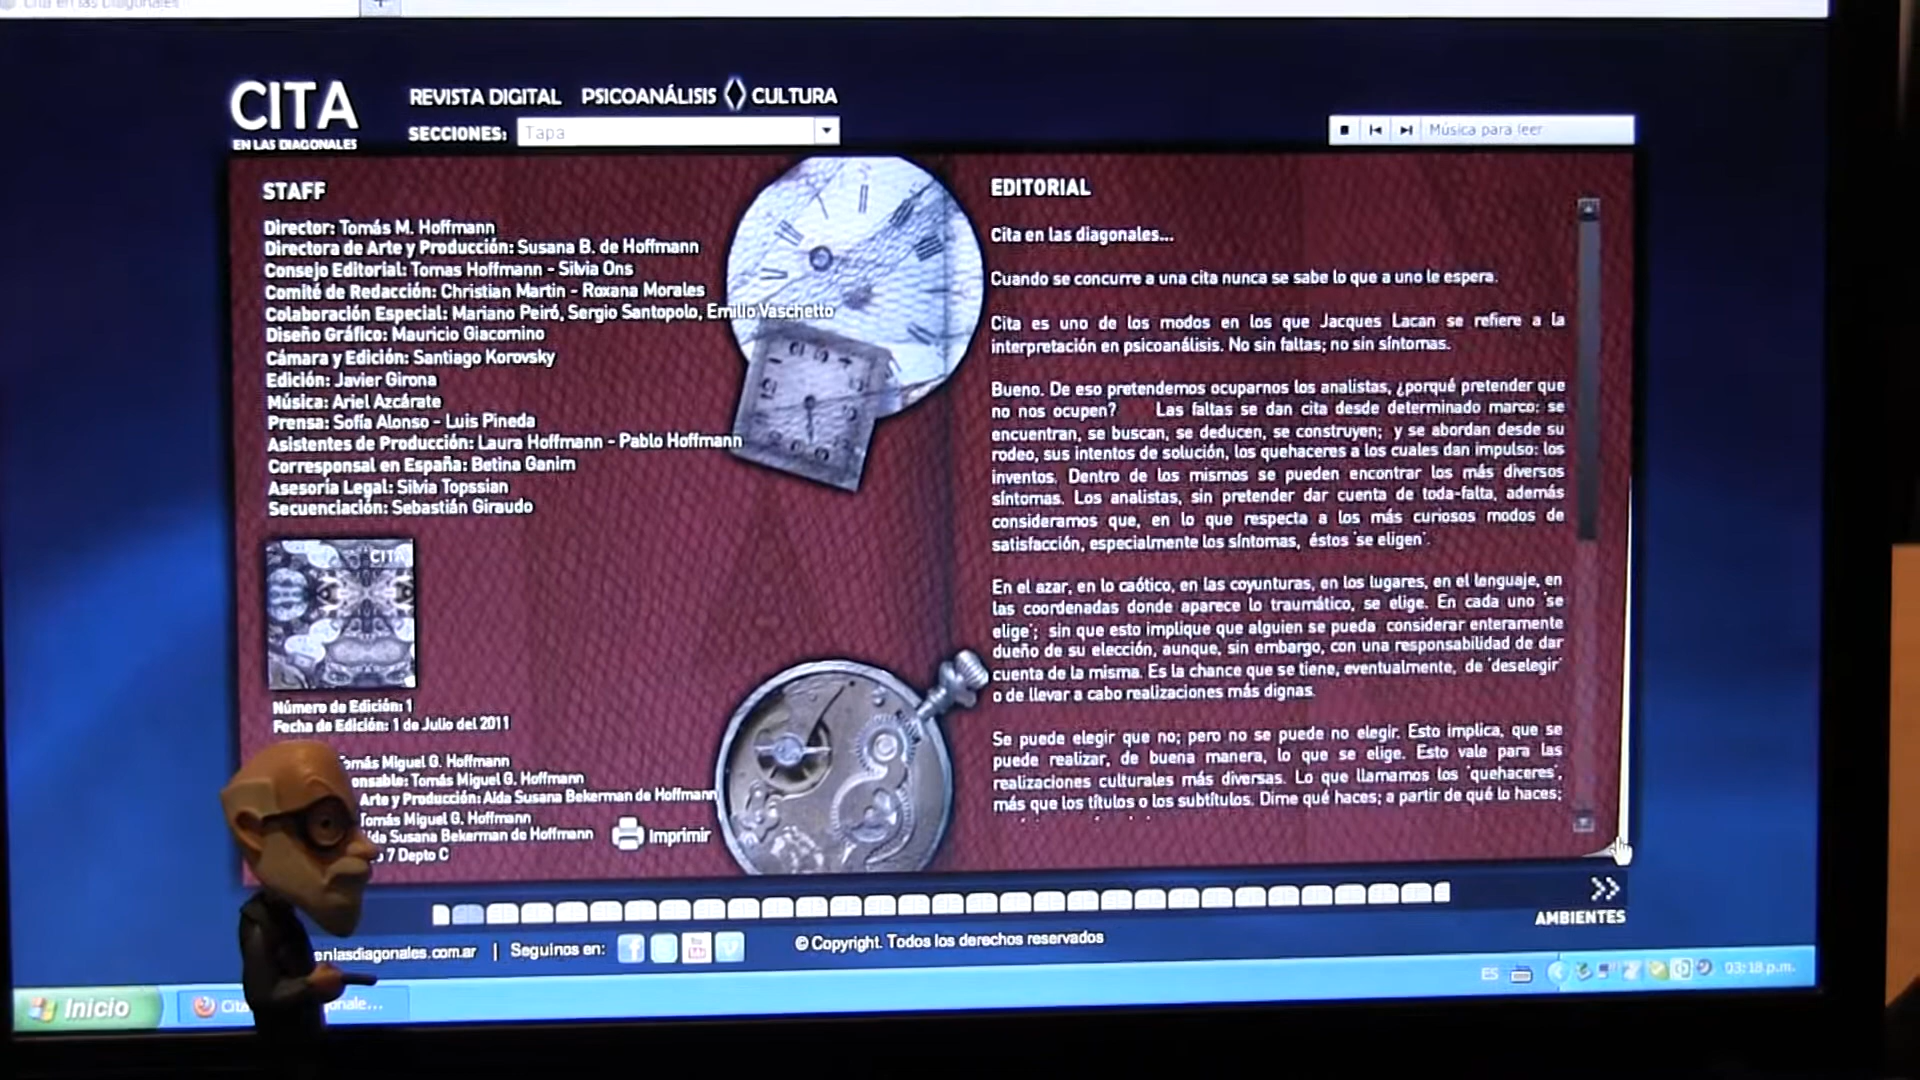 Cita en las Diagonales
CITA
EN LAS DIAGONALES
REVISTA DIGITAL PSICOANÁLISIS CULTURA
SECCIONES: Tapa
Música para leer
STAFF
Director: Tomás M. Hoffmann
Directora de Arte y Producción: Susana B. de Hoffmann
Consejo Editorial: Tomas Hoffmann - Silvia Ons
Comité de Redacción: Christian Martin - Roxana Morales
Colaboración Especial: Mariano Peiró, Sergio Santopolo, Emilio Vaschetto
Diseño Gráfico: Mauricio Giacomino
Cámara y Edición: Santiago Korovsky
Edición: Javier Girona
Música: Ariel Azcárate
Prensa: Sofía Alonso - Luis Pineda
Asistentes de Producción: Laura Hoffmann - Pablo Hoffmann
Corresponsal en España: Betina Ganim
Asesoría Legal: Silvia Topssian
Secuenciación: Sebastián Giraudo
CITA
Número de Edición: 1
Fecha de Edición: 1 de Julio del 2011
omás Miguel G. Hoffmann
onsable: Tomás Miguel G. Hoffmann
Arte y Producción: Aida Susana Bekerman de Hoffmann
Tomás Miguel G. Hoffmann
ida Susana Bekerman de Hoffmann
7 Depto C
Imprimir
EDITORIAL
Cita en las diagonales...
Cuando se concurre a una cita nunca se sabe lo que a uno le espera.
Cita es uno de los modos en los que Jacques Lacan se refiere a la
interpretación en psicoanálisis. No sin faltas; no sin síntomas.
Bueno. De eso pretendemos ocuparnos los analistas, ¿porqué pretender que
no nos ocupen? Las faltas se dan cita desde determinado marco: se
encuentran, se buscan, se deducen, se construyen; y se abordan desde su
rodeo, sus intentos de solución, los quehaceres a los cuales dan impulso: los
inventos. Dentro de los mismos se pueden encontrar los más diversos
síntomas. Los analistas, sin pretender dar cuenta de toda-falta, además
consideramos que, en lo que respecta a los más curiosos modos de
satisfacción, especialmente los síntomas, éstos 'se eligen'.
En el azar, en lo caótico, en las coyunturas, en los lugares, en el lenguaje, en
las coordenadas donde aparece lo traumático, se elige. En cada uno 'se
elige'; sin que esto implique que alguien se pueda considerar enteramente
dueño de su elección, aunque, sin embargo, con una responsabilidad de dar
cuenta de la misma. Es la chance que se tiene, eventualmente, de 'deselegir'
o de llevar a cabo realizaciones más dignas.
Se puede elegir que no; pero no se puede no elegir. Esto implica, que se
puede realizar, de buena manera, lo que se elige. Esto vale para las
realizaciones culturales más diversas. Lo que llamamos los 'quehaceres',
más que los títulos o los subtítulos. Dime qué haces; a partir de qué lo haces;
AMBIENTES
enlasdiagonales.com.ar | Seguinos en:
© Copyright. Todos los derechos reservados
Inicio
Cita
onale...
ES
03:18 p.m.